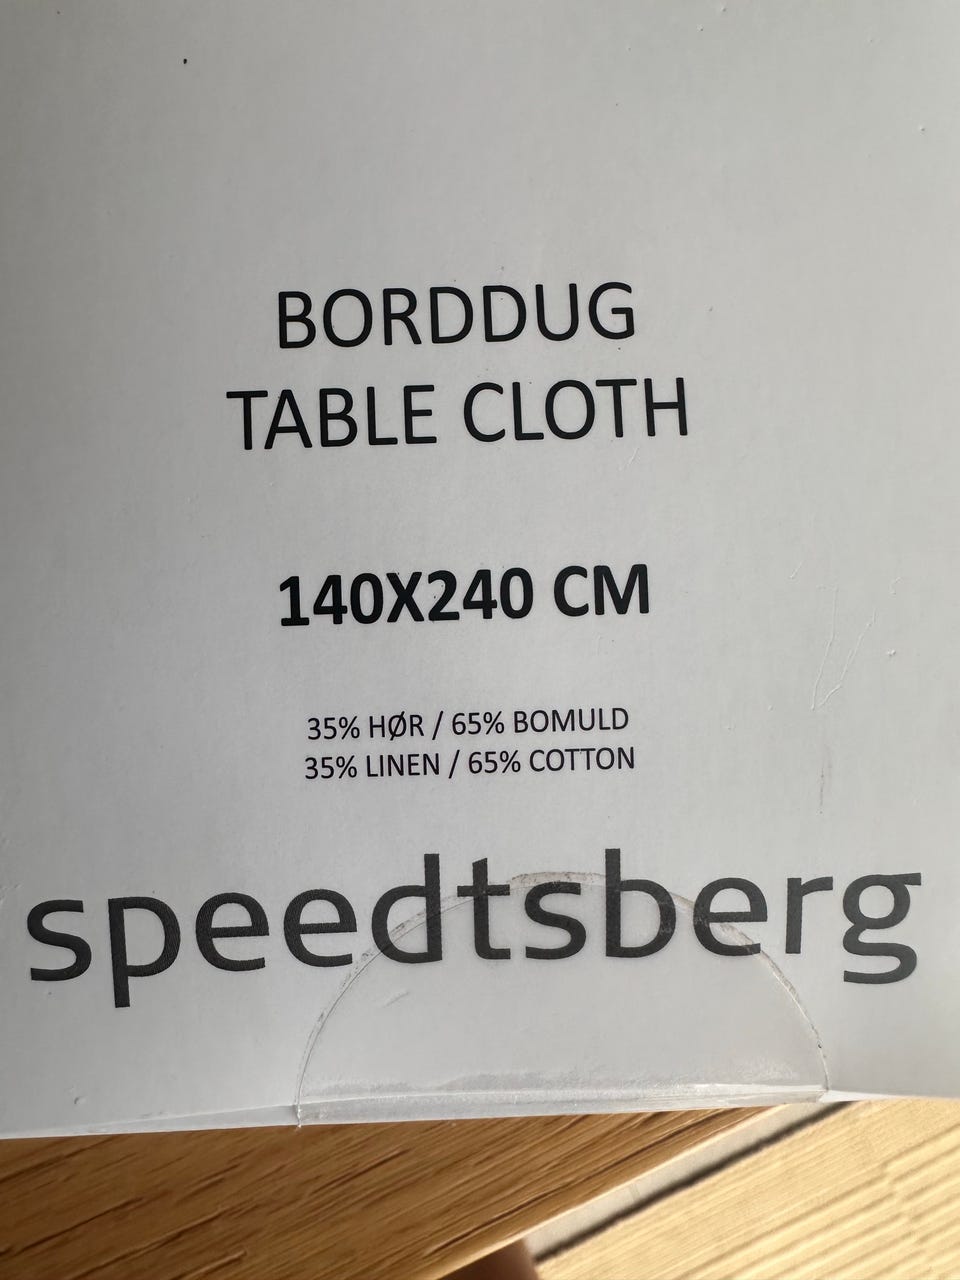 BORDDUG
TABLE CLOTH
140X240 CM
35% HØR / 65% BOMULD
35% LINEN / 65% COTTON
speedtsberg